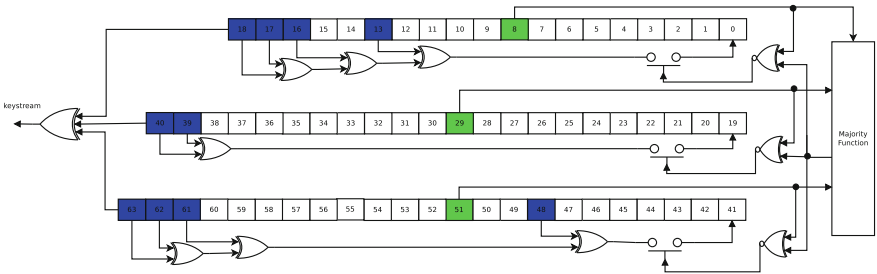 18 17 16 15 14 13 12 11 10 9 8 7 6 5 4 3 2 1 0
keystream
40 39 38 37 36 35 34 33 32 31 30 29 28 27 26 25 24 23 22 21 20 19
Majority
Function
63 62 61 60 59 58 57 56 55 54 53 52 51 50 49 48 47 46 45 44 43 42 41